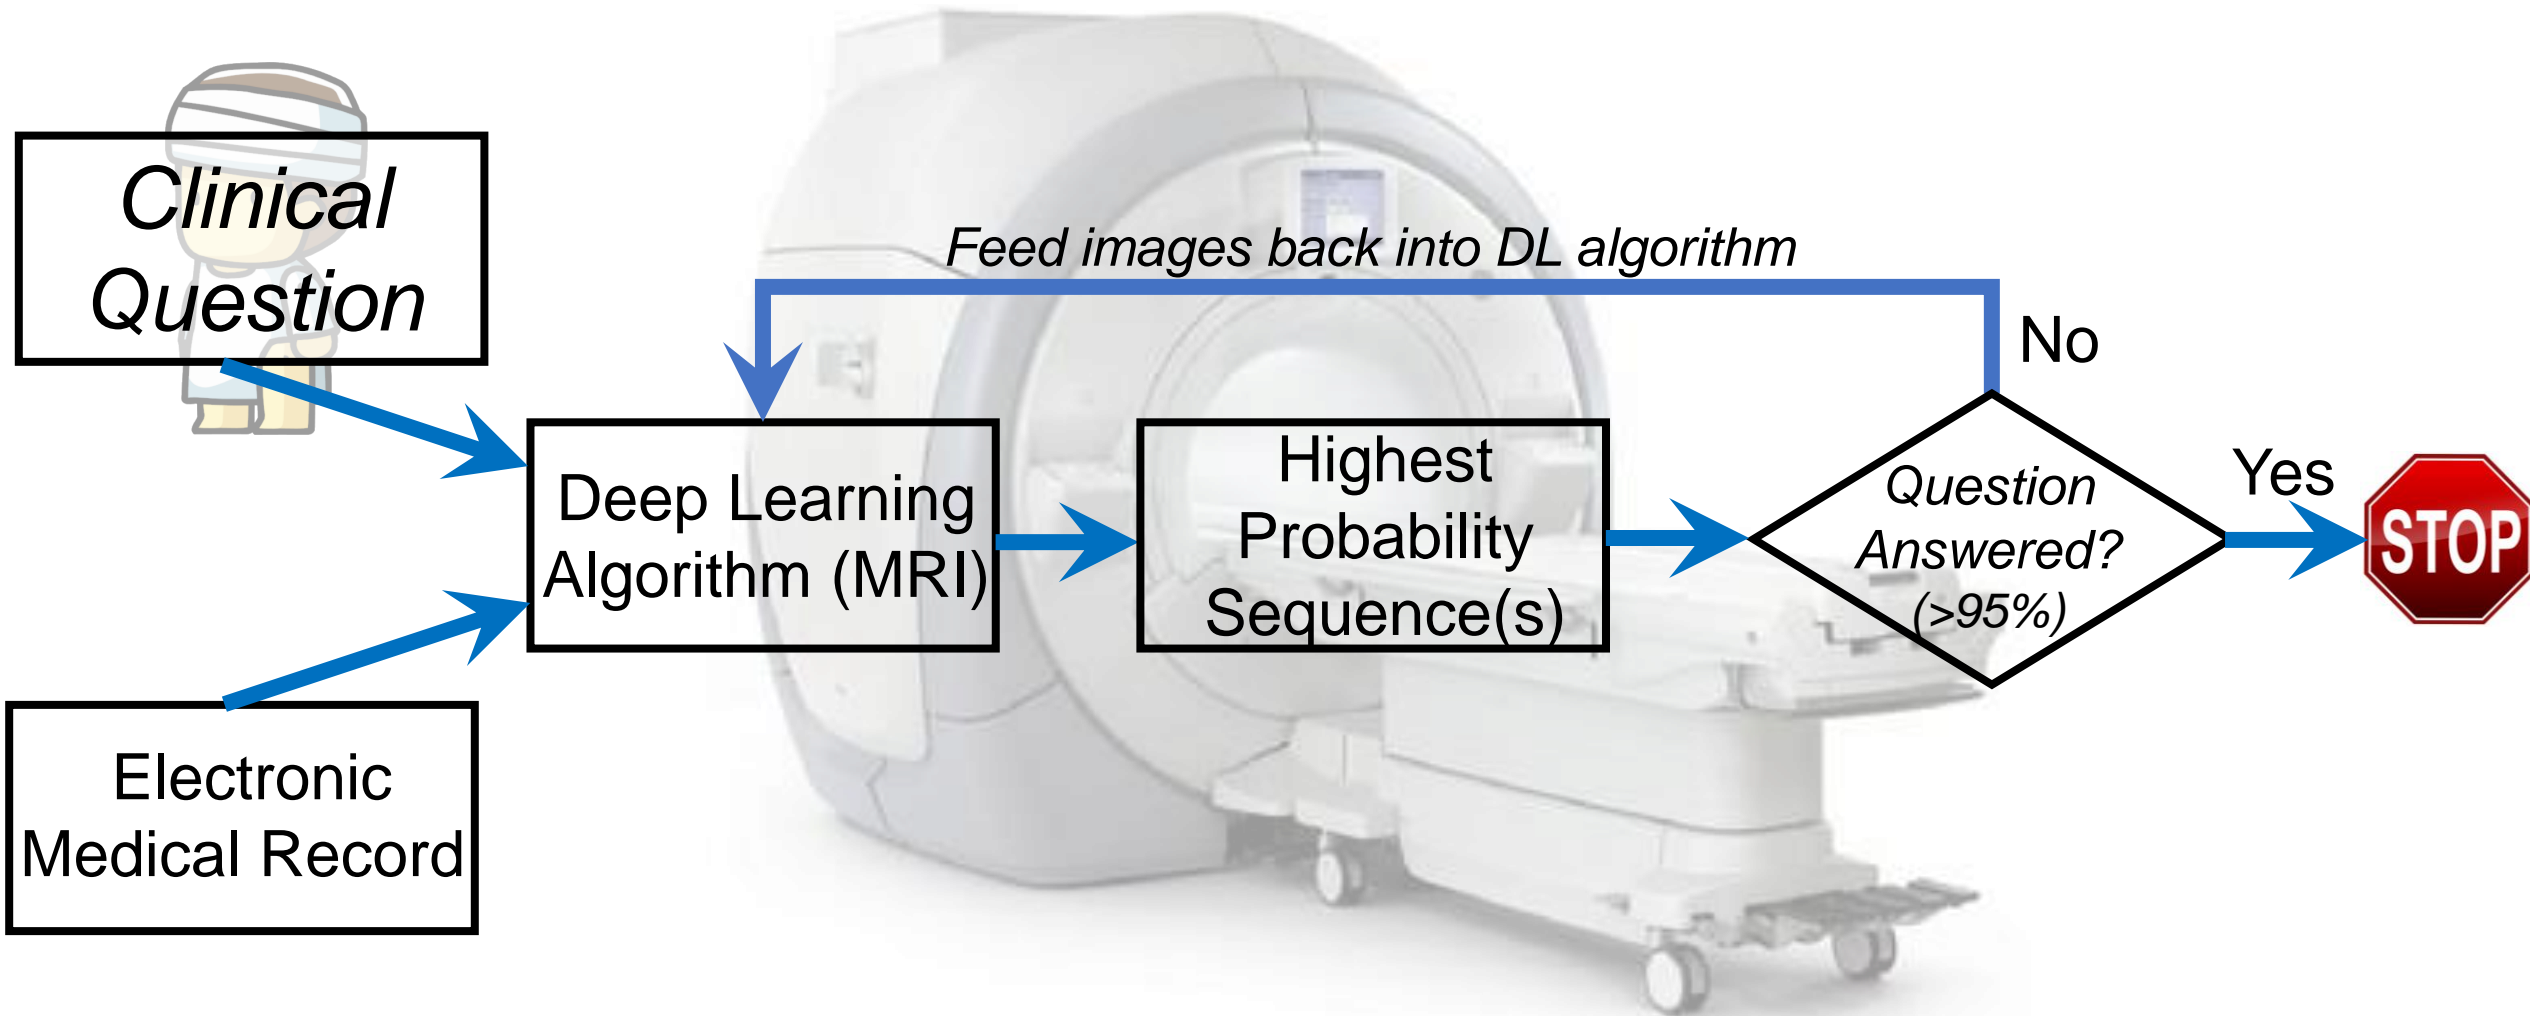 Clinical
Question
Feed images back into DL algorithm
No
Deep Learning
Algorithm (MRI)
Highest
Probability
Sequence(s)
Question
Answered?
(>95%)
Yes
STOP
Electronic
Medical Record